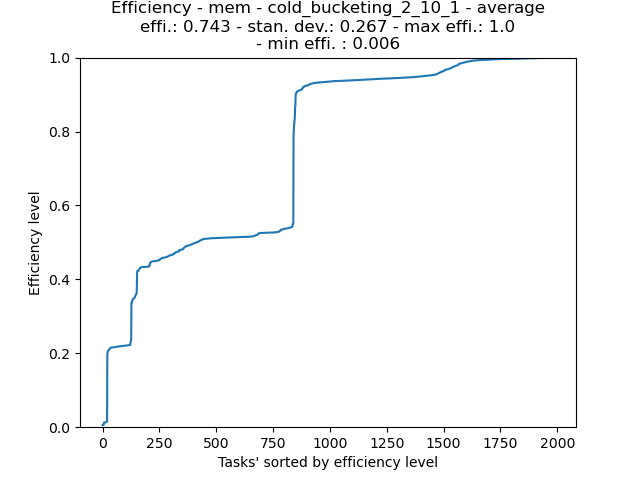 Efficiency - mem - cold_bucketing_2_10_1 - average
effi.: 0.743 - stan. dev.: 0.267 - max effi.: 1.0
- min effi. : 0.006
1.0
0.8
0.6
0.4
0.2
0.0
Efficiency level
0 250 500 750 1000 1250 1500 1750 2000
Tasks' sorted by efficiency level